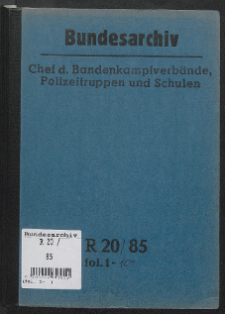 Bundesarchiv
Chef d. Bandenkampfverbände,
Polizeitruppen und Schulen
Bundesarchiv
R 20 /
85
R 20/85
fol. 1-